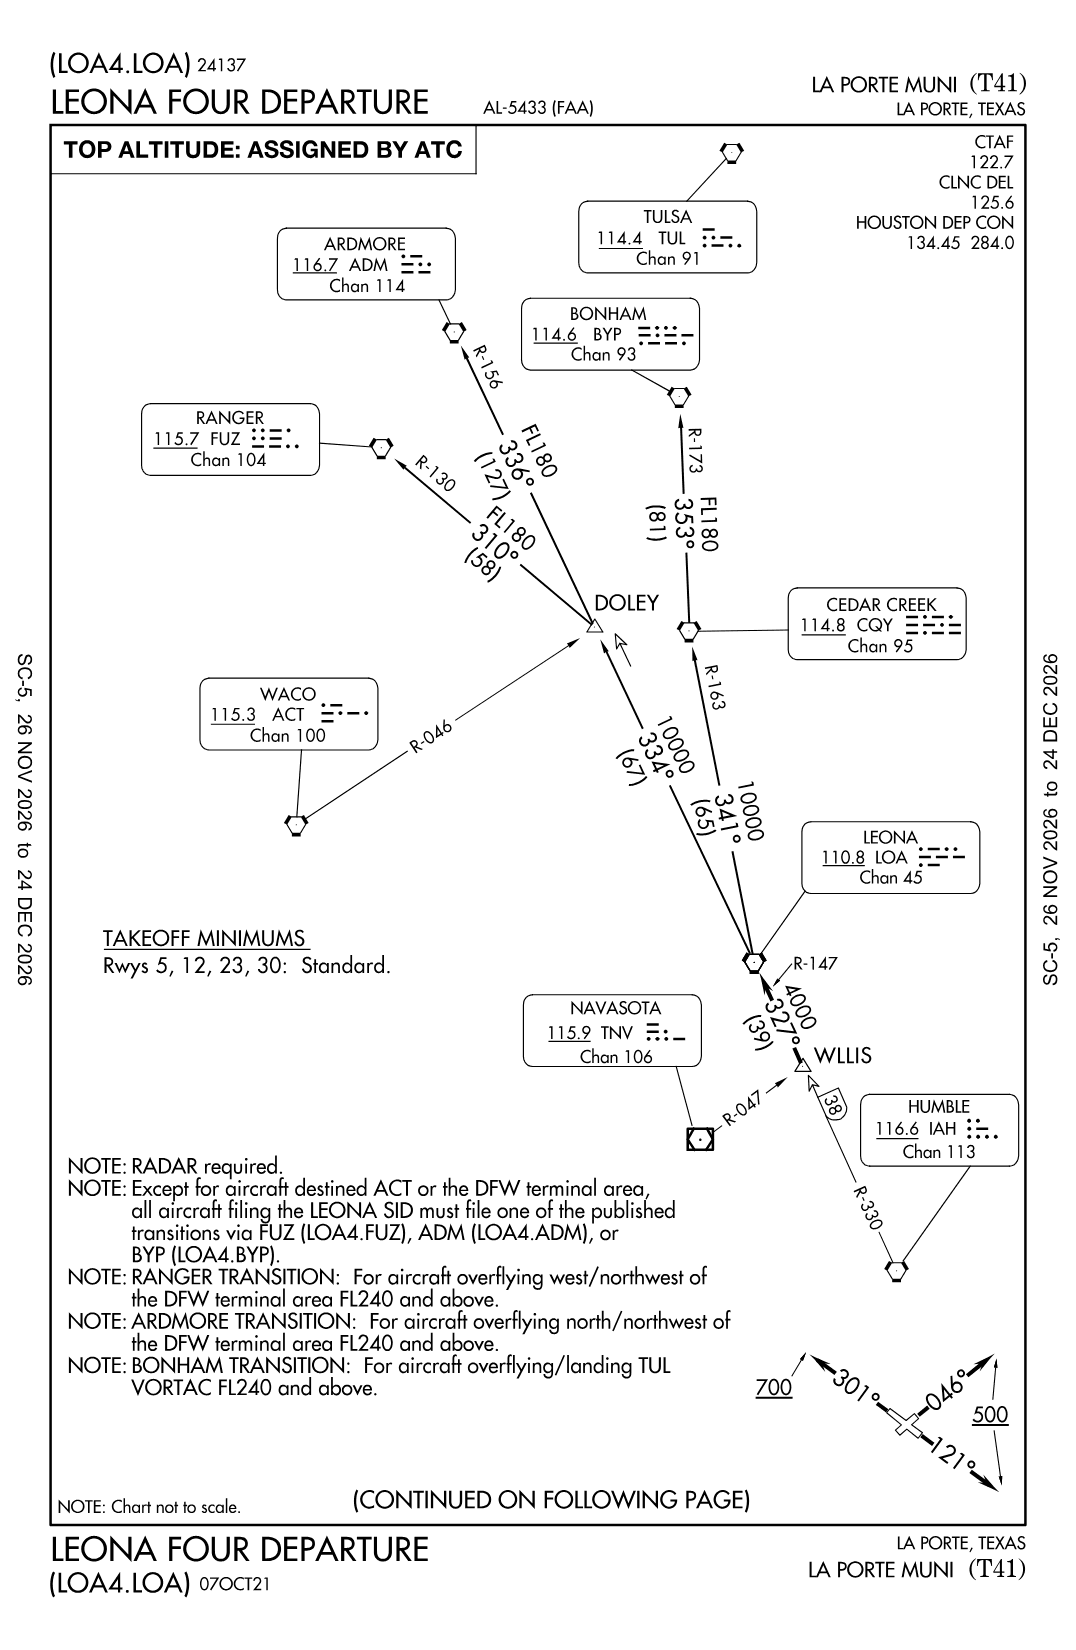 (LOA4.LOA) 24137
LEONA FOUR DEPARTURE
AL-5433 (FAA)
LA PORTE MUNI (T41)
LA PORTE, TEXAS
TOP ALTITUDE: ASSIGNED BY ATC
CTAF
122.7
CLNC DEL
125.6
HOUSTON DEP CON
134.45 284.0
TULSA
114.4 TUL
Chan 91
ARDMORE
116.7 ADM
Chan 114
BONHAM
114.6 BYP
Chan 93
R-156
RANGER
115.7 FUZ
Chan 104
R-130
R-173
FL180
336°
(127)
FL180
310°
(58)
FL180
353°
(81)
DOLEY
CEDAR CREEK
114.8 CQY
Chan 95
R-163
WACO
115.3 ACT
Chan 100
R-046
10000
334°
(67)
10000
341°
(65)
LEONA
110.8 LOA
Chan 45
TAKEOFF MINIMUMS
Rwys 5, 12, 23, 30: Standard.
R-147
4000
327°
(39)
NAVASOTA
115.9 TNV
Chan 106
WLLIS
R-047
38
HUMBLE
116.6 IAH
Chan 113
R-330
NOTE: RADAR required.
NOTE: Except for aircraft destined ACT or the DFW terminal area,
all aircraft filing the LEONA SID must file one of the published
transitions via FUZ (LOA4.FUZ), ADM (LOA4.ADM), or
BYP (LOA4.BYP).
NOTE: RANGER TRANSITION: For aircraft overflying west/northwest of
the DFW terminal area FL240 and above.
NOTE: ARDMORE TRANSITION: For aircraft overflying north/northwest of
the DFW terminal area FL240 and above.
NOTE: BONHAM TRANSITION: For aircraft overflying/landing TUL
VORTAC FL240 and above.
700
301°
046°
500
121°
NOTE: Chart not to scale.
(CONTINUED ON FOLLOWING PAGE)
LEONA FOUR DEPARTURE
(LOA4.LOA) 07OCT21
LA PORTE, TEXAS
LA PORTE MUNI (T41)
SC-5, 26 NOV 2026 to 24 DEC 2026
SC-5, 26 NOV 2026 to 24 DEC 2026